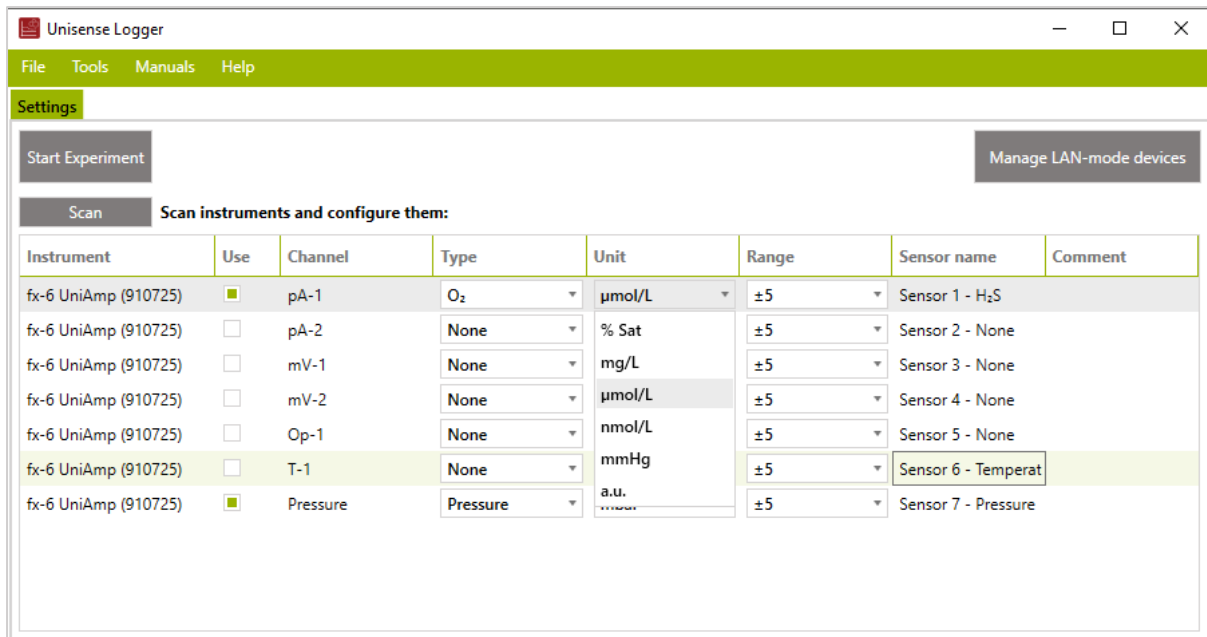 Unisense Logger
File Tools Manuals Help
Settings
Start Experiment Manage LAN-mode devices
Scan Scan instruments and configure them:
Instrument Use Channel Type Unit Range Sensor name Comment
fx-6 UniAmp (910725) pA-1 O₂ µmol/L ±5 Sensor 1 - H₂S
fx-6 UniAmp (910725) pA-2 None % Sat ±5 Sensor 2 - None
fx-6 UniAmp (910725) mV-1 None mg/L ±5 Sensor 3 - None
fx-6 UniAmp (910725) mV-2 None µmol/L ±5 Sensor 4 - None
fx-6 UniAmp (910725) Op-1 None nmol/L ±5 Sensor 5 - None
fx-6 UniAmp (910725) T-1 None mmHg ±5 Sensor 6 - Temperat
fx-6 UniAmp (910725) Pressure Pressure a.u. ±5 Sensor 7 - Pressure